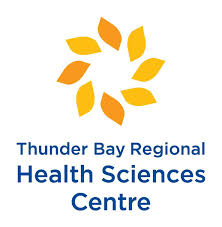 Thunder Bay Regional
Health Sciences
Centre